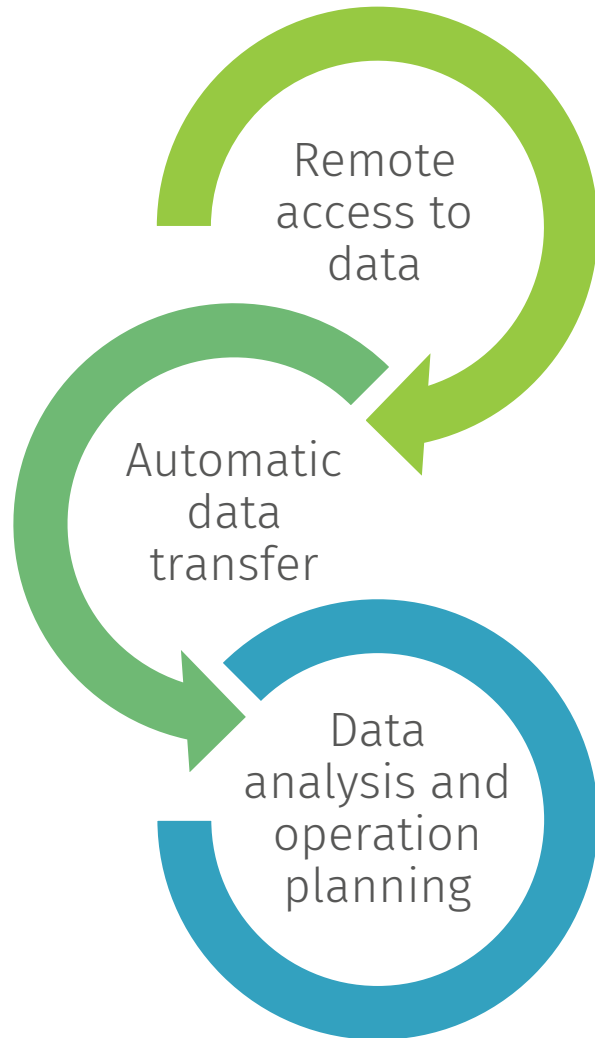 Remote
access to
data
Automatic
data
transfer
Data
analysis and
operation
planning